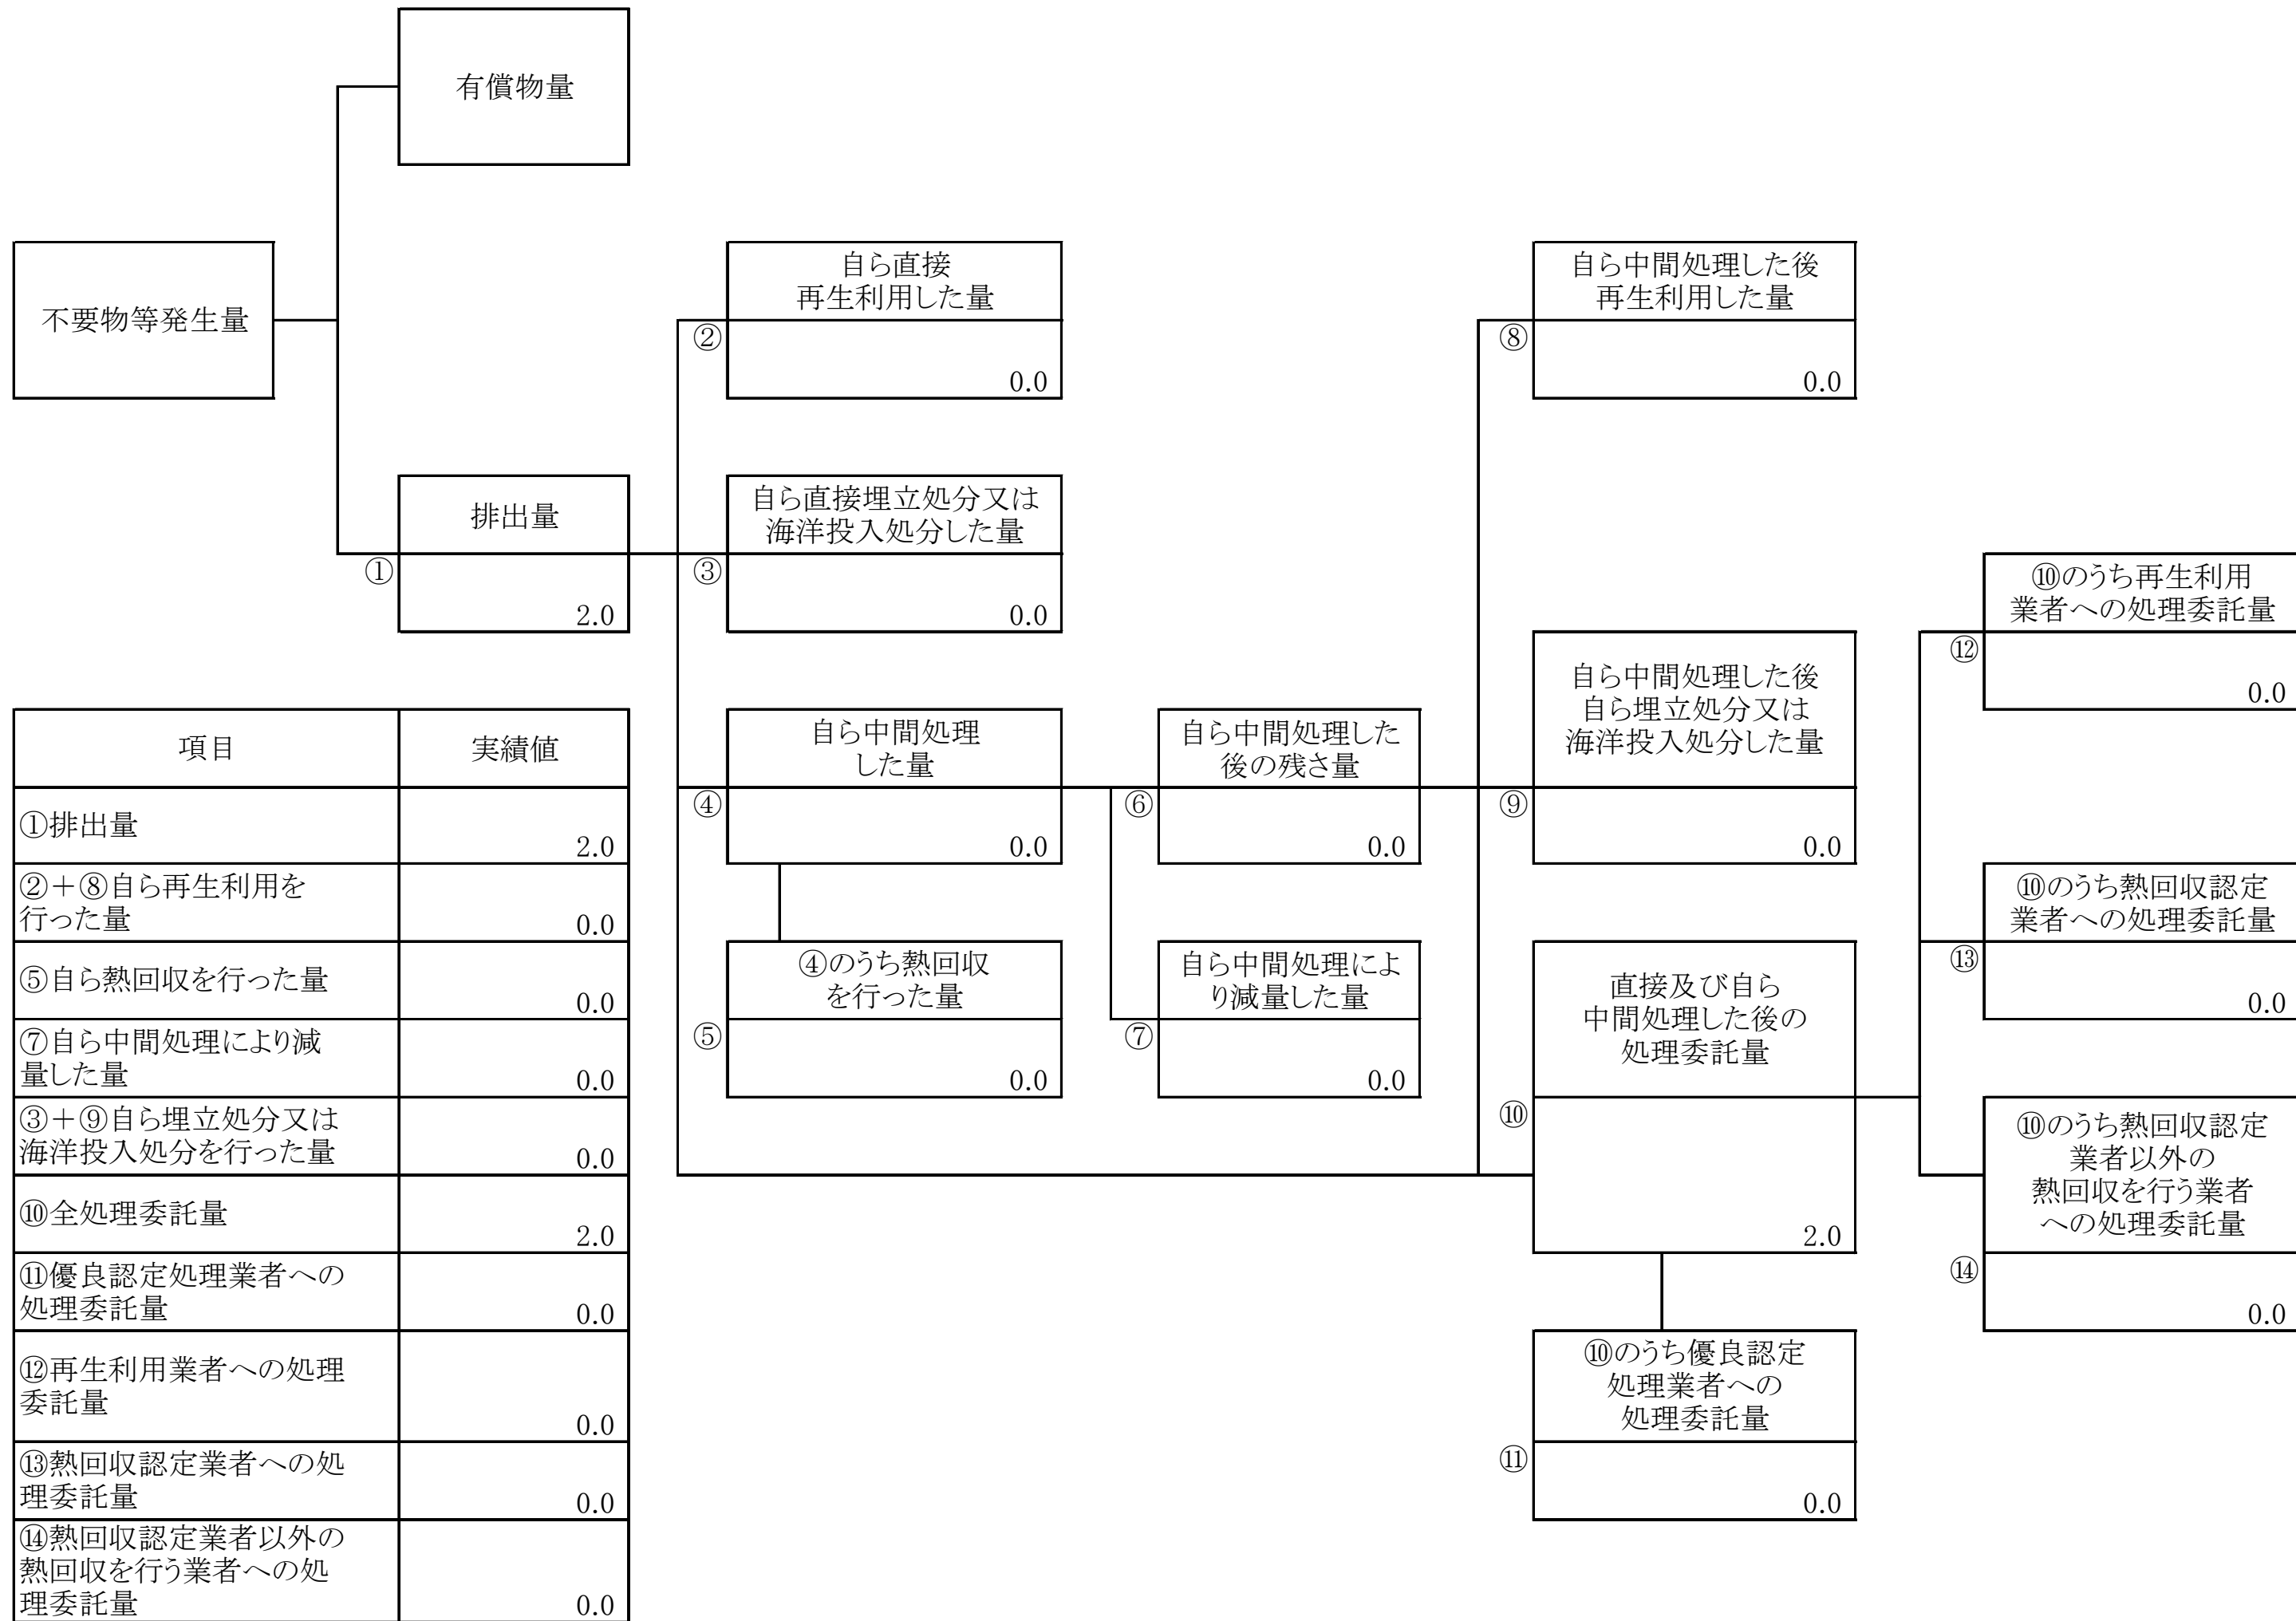 有償物量
不要物等発生量
自ら直接
再生利用した量
②
0.0
自ら中間処理した後
再生利用した量
⑧
0.0
排出量
①
2.0
自ら直接埋立処分又は
海洋投入処分した量
③
0.0
⑩のうち再生利用
業者への処理委託量
⑫
0.0
自ら中間処理
した量
④
0.0
自ら中間処理した
後の残さ量
⑥
0.0
自ら中間処理した後
自ら埋立処分又は
海洋投入処分した量
⑨
0.0
⑩のうち熱回収認定
業者への処理委託量
⑬
0.0
④のうち熱回収
を行った量
⑤
0.0
自ら中間処理によ
り減量した量
⑦
0.0
直接及び自ら
中間処理した後の
処理委託量
⑩
2.0
⑩のうち熱回収認定
業者以外の
熱回収を行う業者
への処理委託量
⑭
0.0
⑩のうち優良認定
処理業者への
処理委託量
⑪
0.0
項目 実績値
①排出量
2.0
②+⑧自ら再生利用を
行った量
0.0
⑤自ら熱回収を行った量
0.0
⑦自ら中間処理により減
量した量
0.0
③+⑨自ら埋立処分又は
海洋投入処分を行った量
0.0
⑩全処理委託量
2.0
⑪優良認定処理業者への
処理委託量
0.0
⑫再生利用業者への処理
委託量
0.0
⑬熱回収認定業者への処
理委託量
0.0
⑭熱回収認定業者以外の
熱回収を行う業者への処
理委託量
0.0